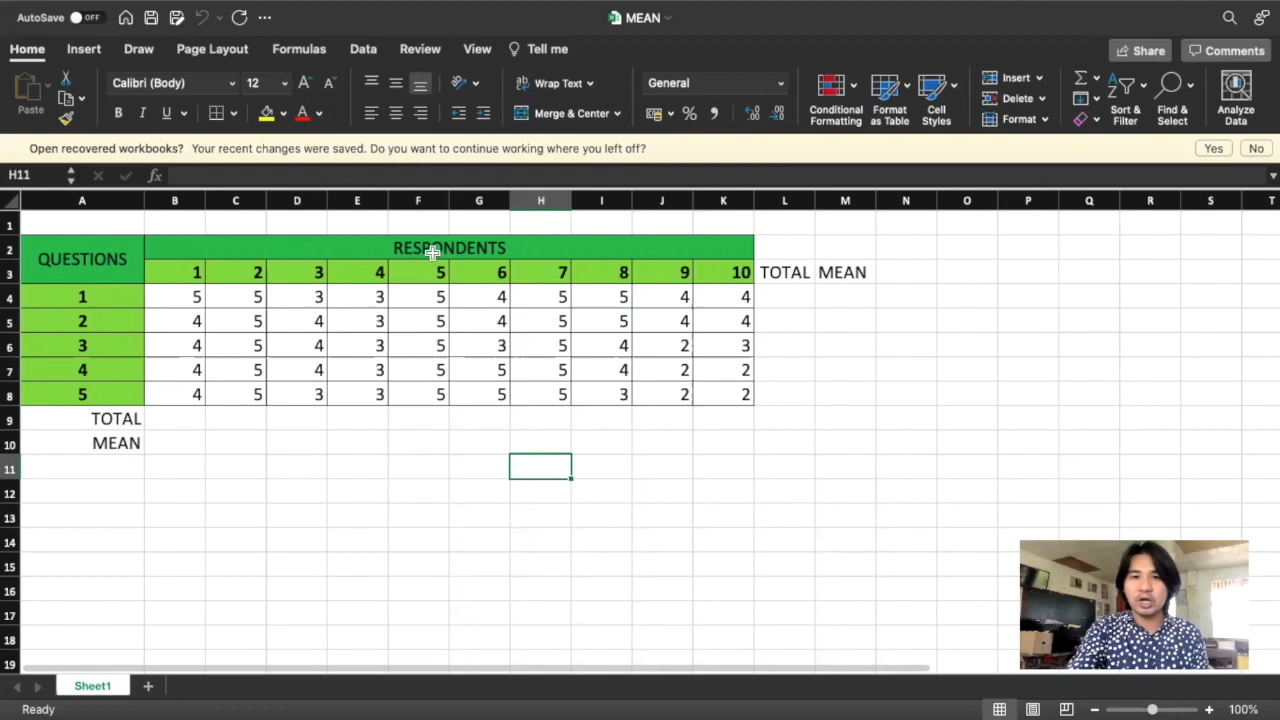 AutoSave OFF MEAN
Home Insert Draw Page Layout Formulas Data Review View Tell me Share Comments
Paste Calibri (Body) 12 A A Wrap Text General Conditional Formatting Format as Table Cell Styles Insert Σ Sort & Filter Find & Select Analyze Data
Delete
B I U A Merge & Center % Format
Open recovered workbooks? Your recent changes were saved. Do you want to continue working where you left off? Yes No
H11 fx
A B C D E F G H I J K L M N O P Q R S T
1
2 QUESTIONS RESPONDENTS
3 1 2 3 4 5 6 7 8 9 10 TOTAL MEAN
4 1 5 5 3 3 5 4 5 5 4 4
5 2 4 5 4 3 5 4 5 5 4 4
6 3 4 5 4 3 5 3 5 4 2 3
7 4 4 5 4 3 5 5 5 4 2 2
8 5 4 5 3 3 5 5 5 3 2 2
9 TOTAL
10 MEAN
11
12
13
14
15
16
17
18
19
Sheet1
Ready 100%